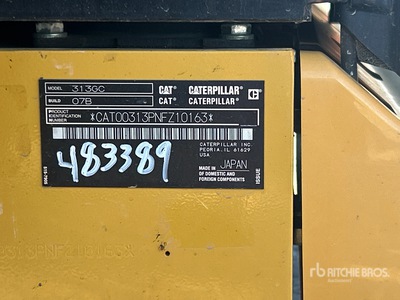 MODEL 313GC CAT® CATERPILLAR®
BUILD 07B CAT® CATERPILLAR®
PRODUCT IDENTIFICATION NUMBER *CAT00313PNFZ10163*
CATERPILLAR INC.
PEORIA, IL 61629
USA
483389
MADE IN JAPAN
OF DOMESTIC AND
FOREIGN COMPONENTS
ISSUE
rb RITCHIE BROS.